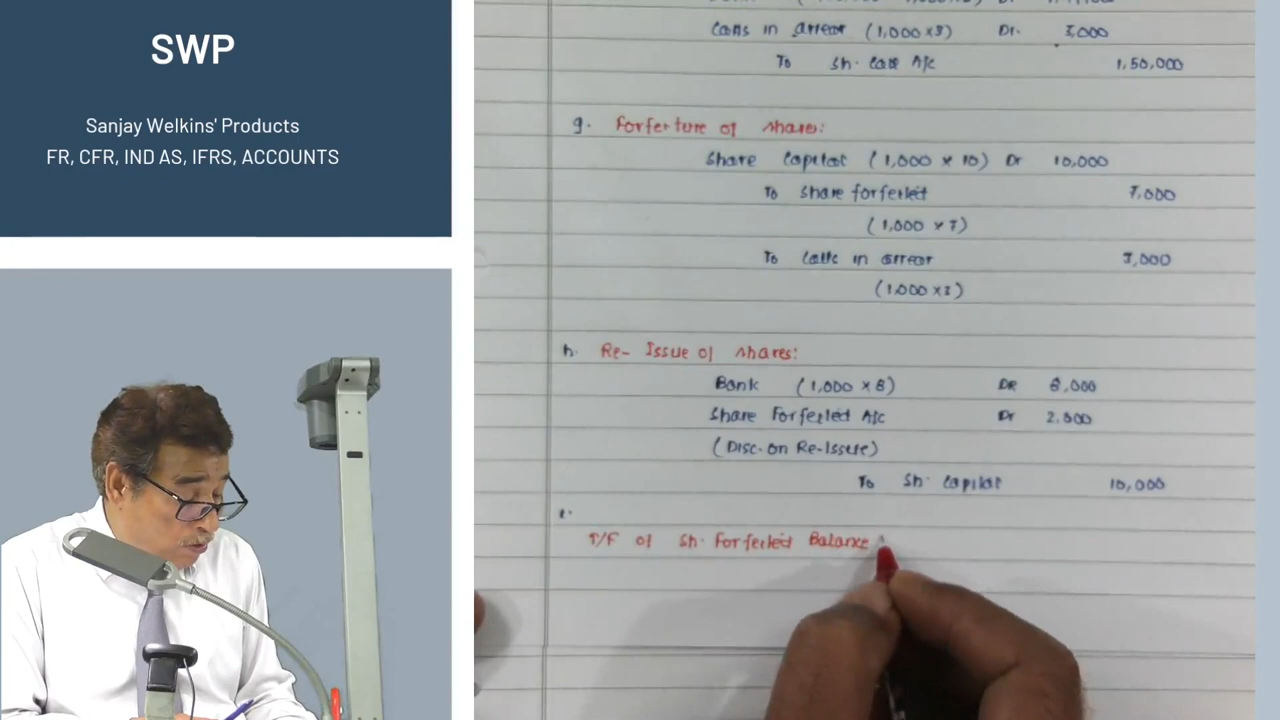 SWP
Sanjay Welkins' Products
FR, CFR, IND AS, IFRS, ACCOUNTS
Calls in arrear (1,000 x 3) Dr. 3,000
To Sh. Call A/c 1,50,000
g. Forferture of shares:
Share Capital (1,000 x 10) Dr 10,000
To Share forfeited 7,000
(1,000 x 7)
To Calls in arrear 3,000
(1,000 x 3)
h. Re-Issue of shares:
Bank (1,000 x 8) DR 8,000
Share Forfeited A/c Dr 2,000
(Disc. on Re-Issue)
To Sh. Capital 10,000
i.
T/F of Sh. Forfeited Balance